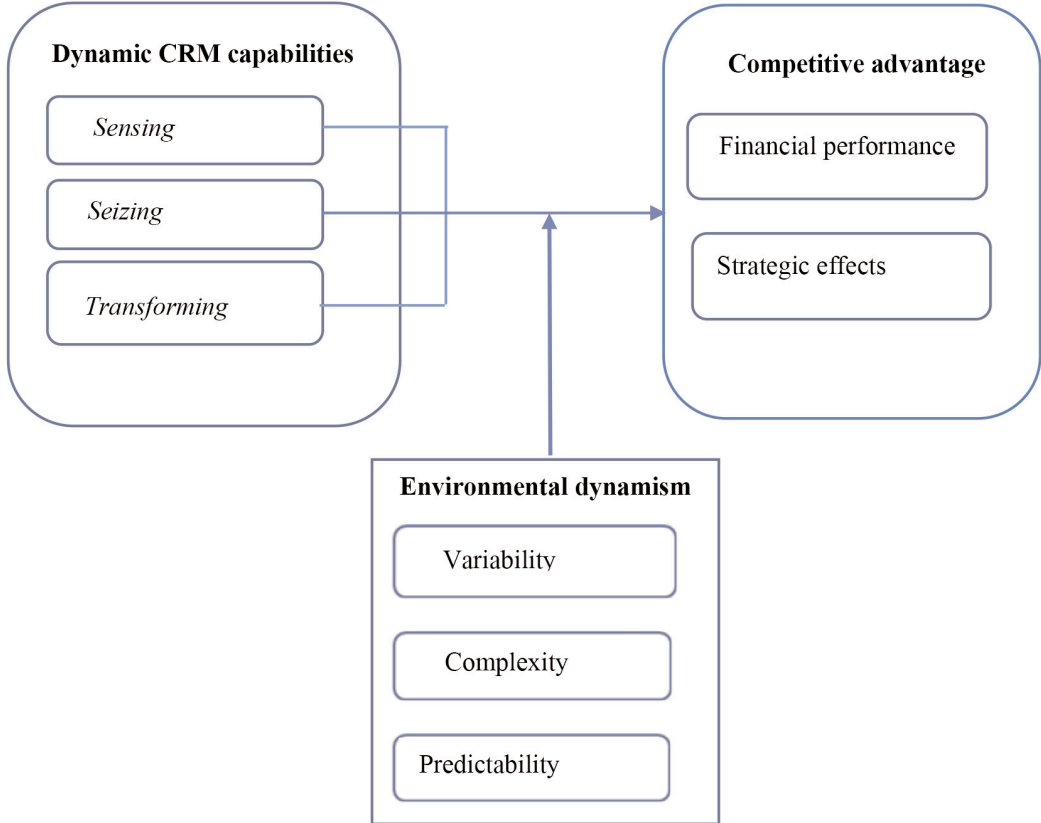 Dynamic CRM capabilities
Sensing
Seizing
Transforming
Competitive advantage
Financial performance
Strategic effects
Environmental dynamism
Variability
Complexity
Predictability